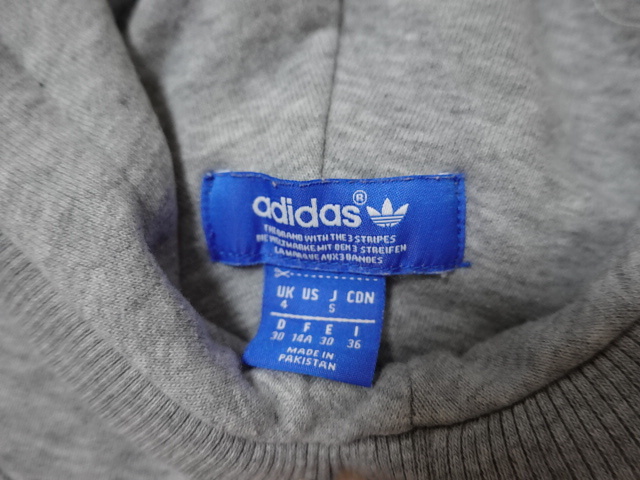 adidas®
THE BRAND WITH THE 3 STRIPES
DIE WELTMARKE MIT DEN 3 STREIFEN
LA MARQUE AUX 3 BANDES
UK US J CDN
4 S
D F E I
30 14A 30 36
MADE IN
PAKISTAN